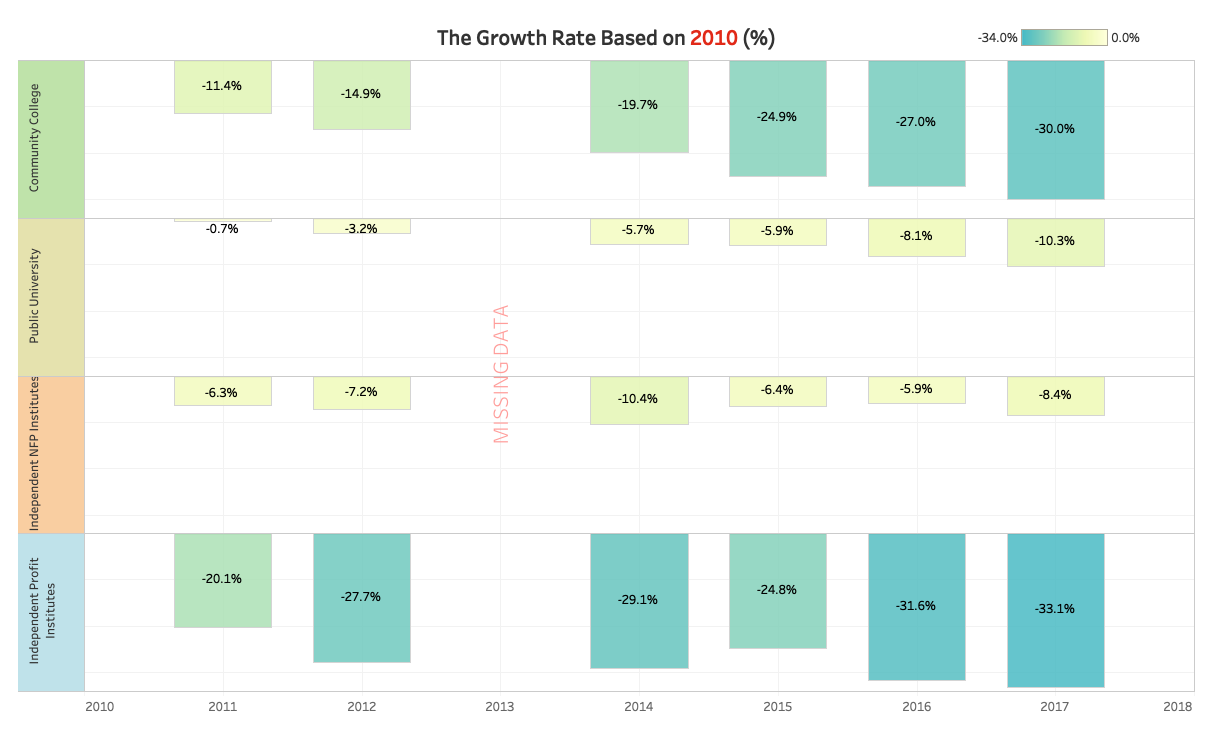 The Growth Rate Based on 2010 (%)
-34.0% 0.0%
Community College
-11.4% -14.9% -19.7% -24.9% -27.0% -30.0%
Public University
-0.7% -3.2% -5.7% -5.9% -8.1% -10.3%
MISSING DATA
Independent NFP Institutes
-6.3% -7.2% -10.4% -6.4% -5.9% -8.4%
Independent Profit
Institutes
-20.1% -27.7% -29.1% -24.8% -31.6% -33.1%
2010 2011 2012 2013 2014 2015 2016 2017 2018